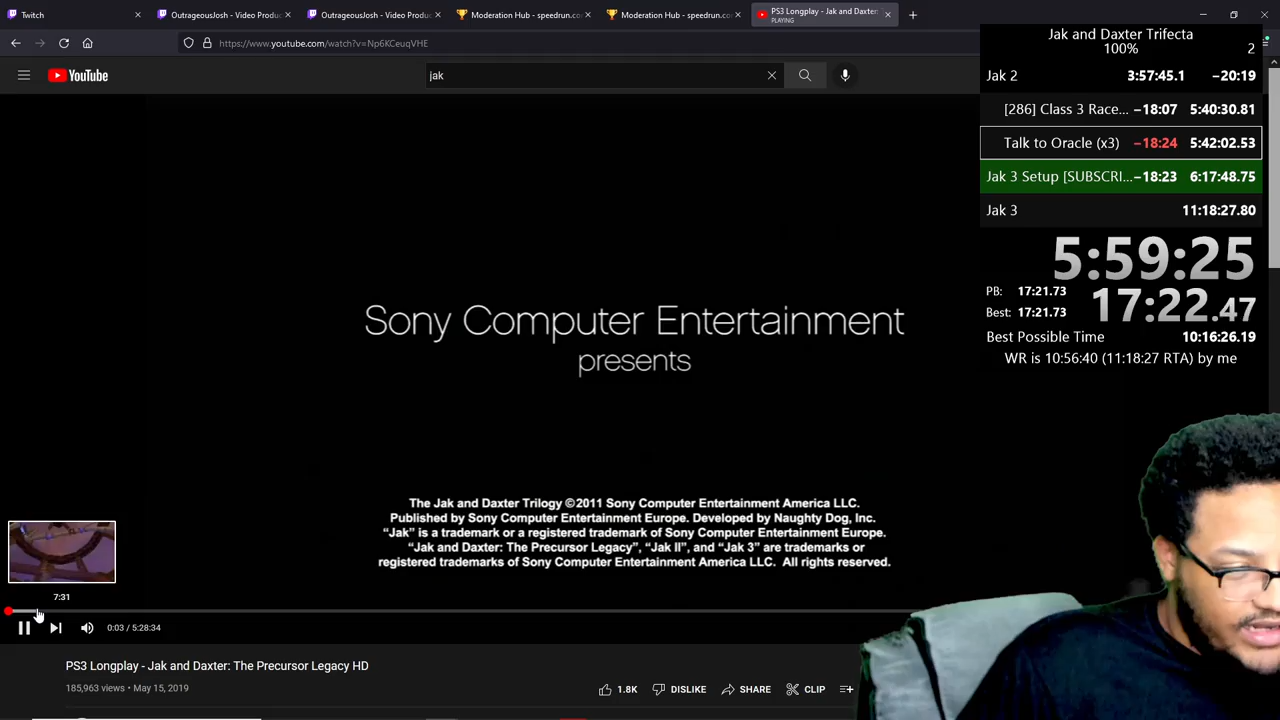 Twitch
OutrageousJosh - Video Produc
OutrageousJosh - Video Produc
Moderation Hub - speedrun.co
Moderation Hub - speedrun.co
PS3 Longplay - Jak and Daxter
PLAYING
https://www.youtube.com/watch?v=Np6KCeuqVHE
YouTube
jak
Jak and Daxter Trifecta
100% 2
Jak 2 3:57:45.1 −20:19
[286] Class 3 Race... −18:07 5:40:30.81
Talk to Oracle (x3) −18:24 5:42:02.53
Jak 3 Setup [SUBSCRI... −18:23 6:17:48.75
Jak 3 11:18:27.80
5:59:25
PB: 17:21.73
Best: 17:21.73
17:22.47
Best Possible Time 10:16:26.19
WR is 10:56:40 (11:18:27 RTA) by me
Sony Computer Entertainment
presents
The Jak and Daxter Trilogy ©2011 Sony Computer Entertainment America LLC.
Published by Sony Computer Entertainment Europe. Developed by Naughty Dog, Inc.
“Jak” is a trademark or a registered trademark of Sony Computer Entertainment Europe.
“Jak and Daxter: The Precursor Legacy”, “Jak II”, and “Jak 3” are trademarks or
registered trademarks of Sony Computer Entertainment America LLC. All rights reserved.
7:31
0:03 / 5:28:34
PS3 Longplay - Jak and Daxter: The Precursor Legacy HD
185,963 views • May 15, 2019
1.8K
DISLIKE
SHARE
CLIP